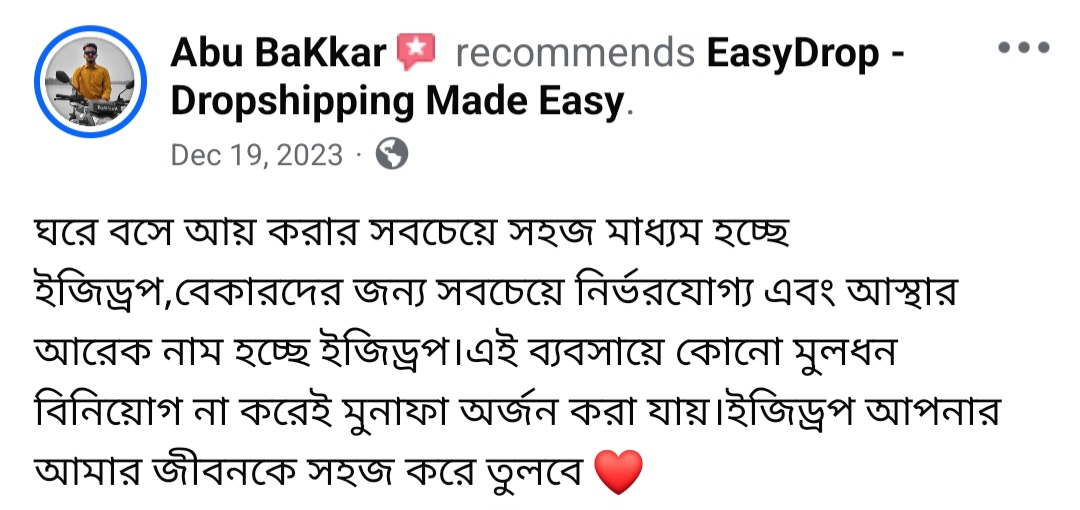 Abu BaKkar recommends EasyDrop -
Dropshipping Made Easy.
Dec 19, 2023 ·
ঘরে বসে আয় করার সবচেয়ে সহজ মাধ্যম হচ্ছে
ইজিড্রপ,বেকারদের জন্য সবচেয়ে নির্ভরযোগ্য এবং আস্থার
আরেক নাম হচ্ছে ইজিড্রপ।এই ব্যবসায়ে কোনো মুলধন
বিনিয়োগ না করেই মুনাফা অর্জন করা যায়।ইজিড্রপ আপনার
আমার জীবনকে সহজ করে তুলবে ❤️